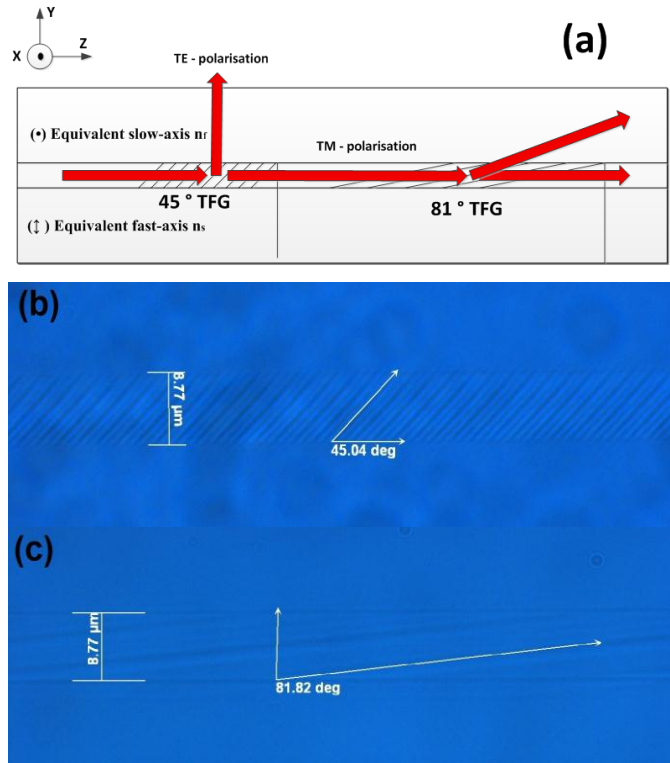 Y
X
Z
(a)
TE - polarisation
(•) Equivalent slow-axis nf
TM - polarisation
45 ° TFG
81 ° TFG
(↕) Equivalent fast-axis ns
(b)
8.77 µm
45.04 deg
(c)
8.77 µm
81.82 deg